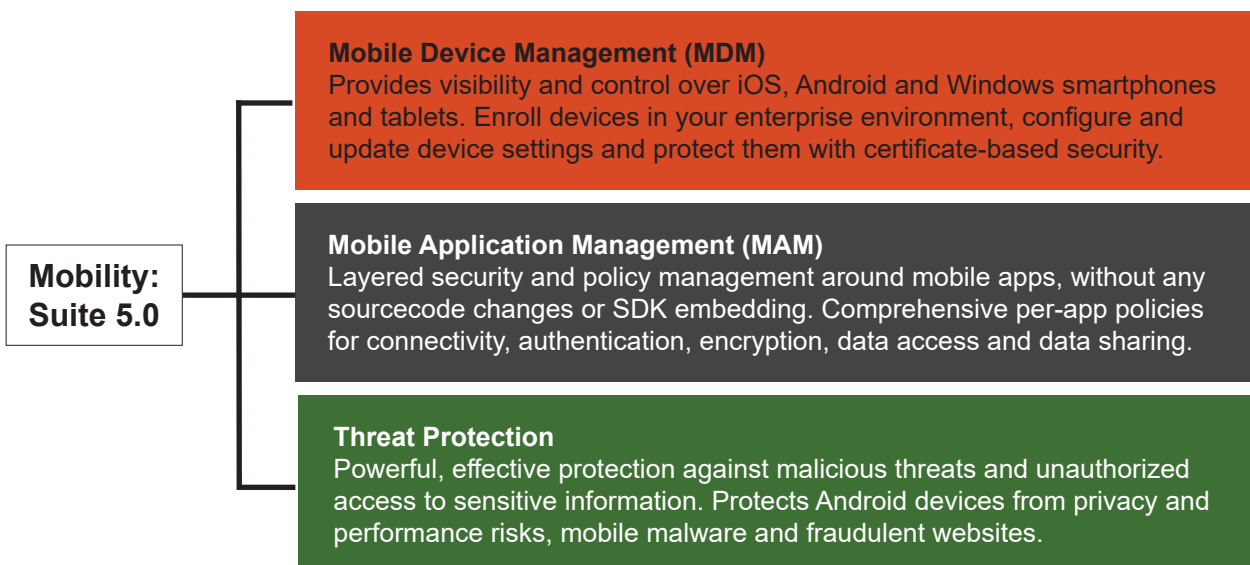 Mobility:
Suite 5.0
Mobile Device Management (MDM)
Provides visibility and control over iOS, Android and Windows smartphones
and tablets. Enroll devices in your enterprise environment, configure and
update device settings and protect them with certificate-based security.
Mobile Application Management (MAM)
Layered security and policy management around mobile apps, without any
sourcecode changes or SDK embedding. Comprehensive per-app policies
for connectivity, authentication, encryption, data access and data sharing.
Threat Protection
Powerful, effective protection against malicious threats and unauthorized
access to sensitive information. Protects Android devices from privacy and
performance risks, mobile malware and fraudulent websites.